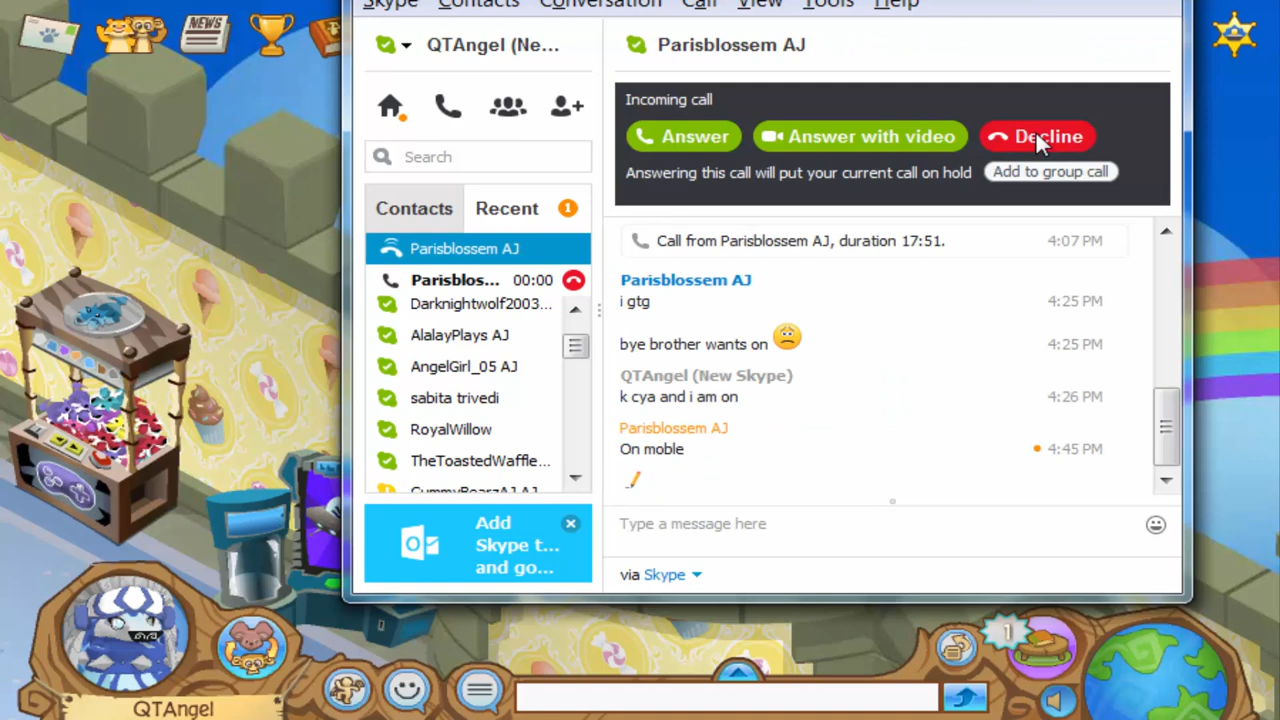 NEWS
Skype Contacts Conversation Call View Tools Help
QTAngel (Ne...
Parisblossem AJ
Incoming call
Answer
Answer with video
Decline
Answering this call will put your current call on hold
Add to group call
Search
Contacts
Recent
1
Parisblossem AJ
Parisblos... 00:00
Darknightwolf2003...
AlalayPlays AJ
AngelGirl_05 AJ
sabita trivedi
RoyalWillow
TheToastedWaffle...
GummyBearzAJ AJ
Add
Skype t...
and go...
Call from Parisblossem AJ, duration 17:51. 4:07 PM
Parisblossem AJ
i gtg 4:25 PM
bye brother wants on 4:25 PM
QTAngel (New Skype)
k cya and i am on 4:26 PM
Parisblossem AJ
On moble 4:45 PM
Type a message here
via Skype
1
QTAngel